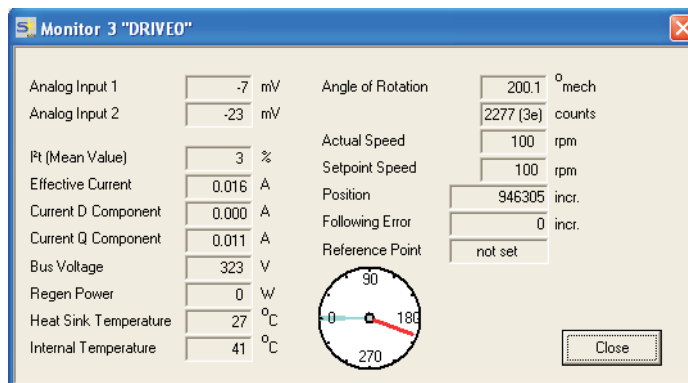 Monitor 3 "DRIVE0"
Analog Input 1 -7 mV
Analog Input 2 -23 mV
I²t (Mean Value) 3 %
Effective Current 0.016 A
Current D Component 0.000 A
Current Q Component 0.011 A
Bus Voltage 323 V
Regen Power 0 W
Heat Sink Temperature 27 °C
Internal Temperature 41 °C
Angle of Rotation 200.1 °mech
2277 (3e) counts
Actual Speed 100 rpm
Setpoint Speed 100 rpm
Position 946305 incr.
Following Error 0 incr.
Reference Point not set
90
0 180
270
Close